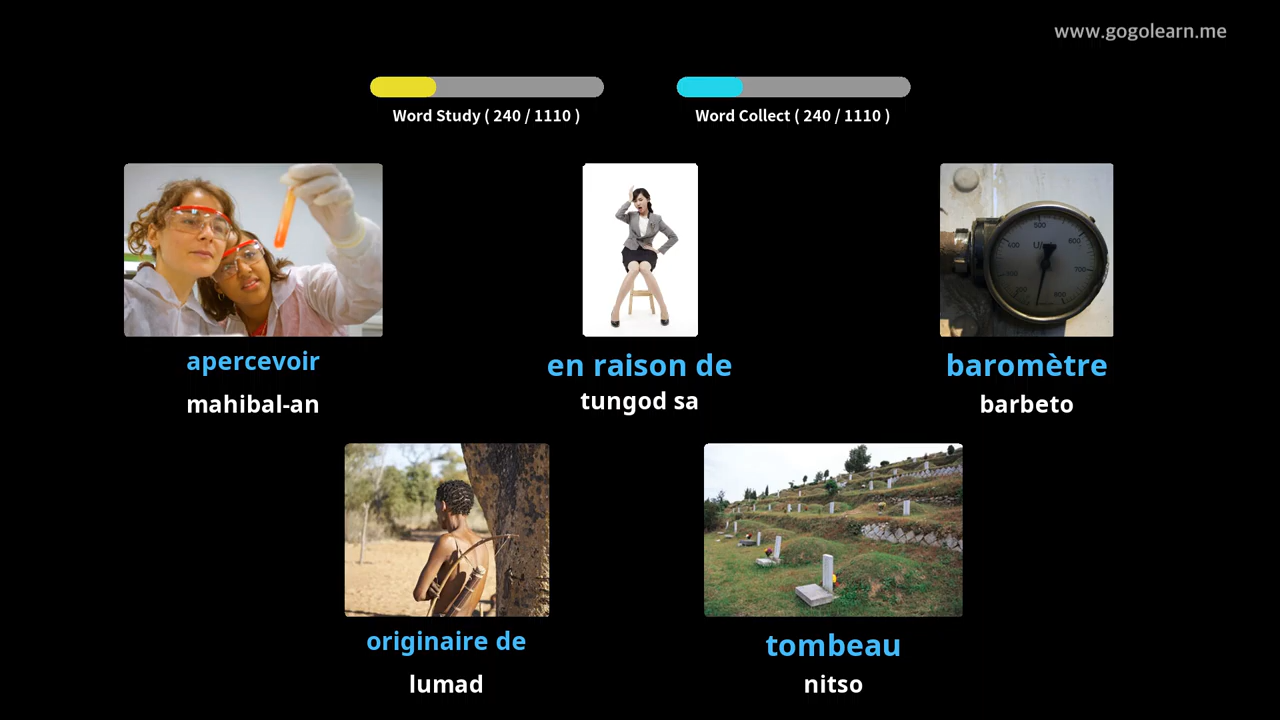 www.gogolearn.me
Word Study ( 240 / 1110 )
Word Collect ( 240 / 1110 )
apercevoir
mahibal-an
en raison de
tungod sa
baromètre
barbeto
originaire de
lumad
tombeau
nitso